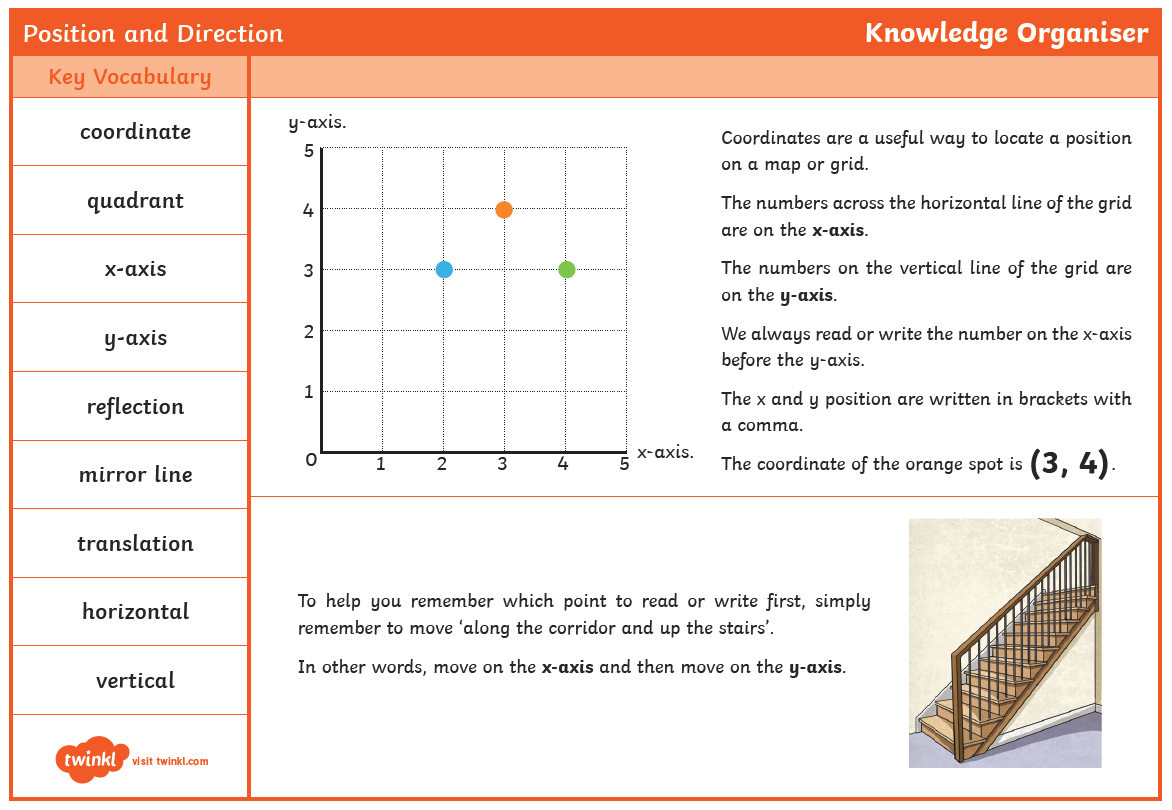 Position and Direction
Knowledge Organiser
Key Vocabulary
coordinate
quadrant
x-axis
y-axis
reflection
mirror line
translation
horizontal
vertical
twinkl visit twinkl.com
y-axis.
5
4
3
2
1
0
1 2 3 4 5
x-axis.
Coordinates are a useful way to locate a position
on a map or grid.
The numbers across the horizontal line of the grid
are on the x-axis.
The numbers on the vertical line of the grid are
on the y-axis.
We always read or write the number on the x-axis
before the y-axis.
The x and y position are written in brackets with
a comma.
The coordinate of the orange spot is (3, 4).
To help you remember which point to read or write first, simply
remember to move ‘along the corridor and up the stairs’.
In other words, move on the x-axis and then move on the y-axis.